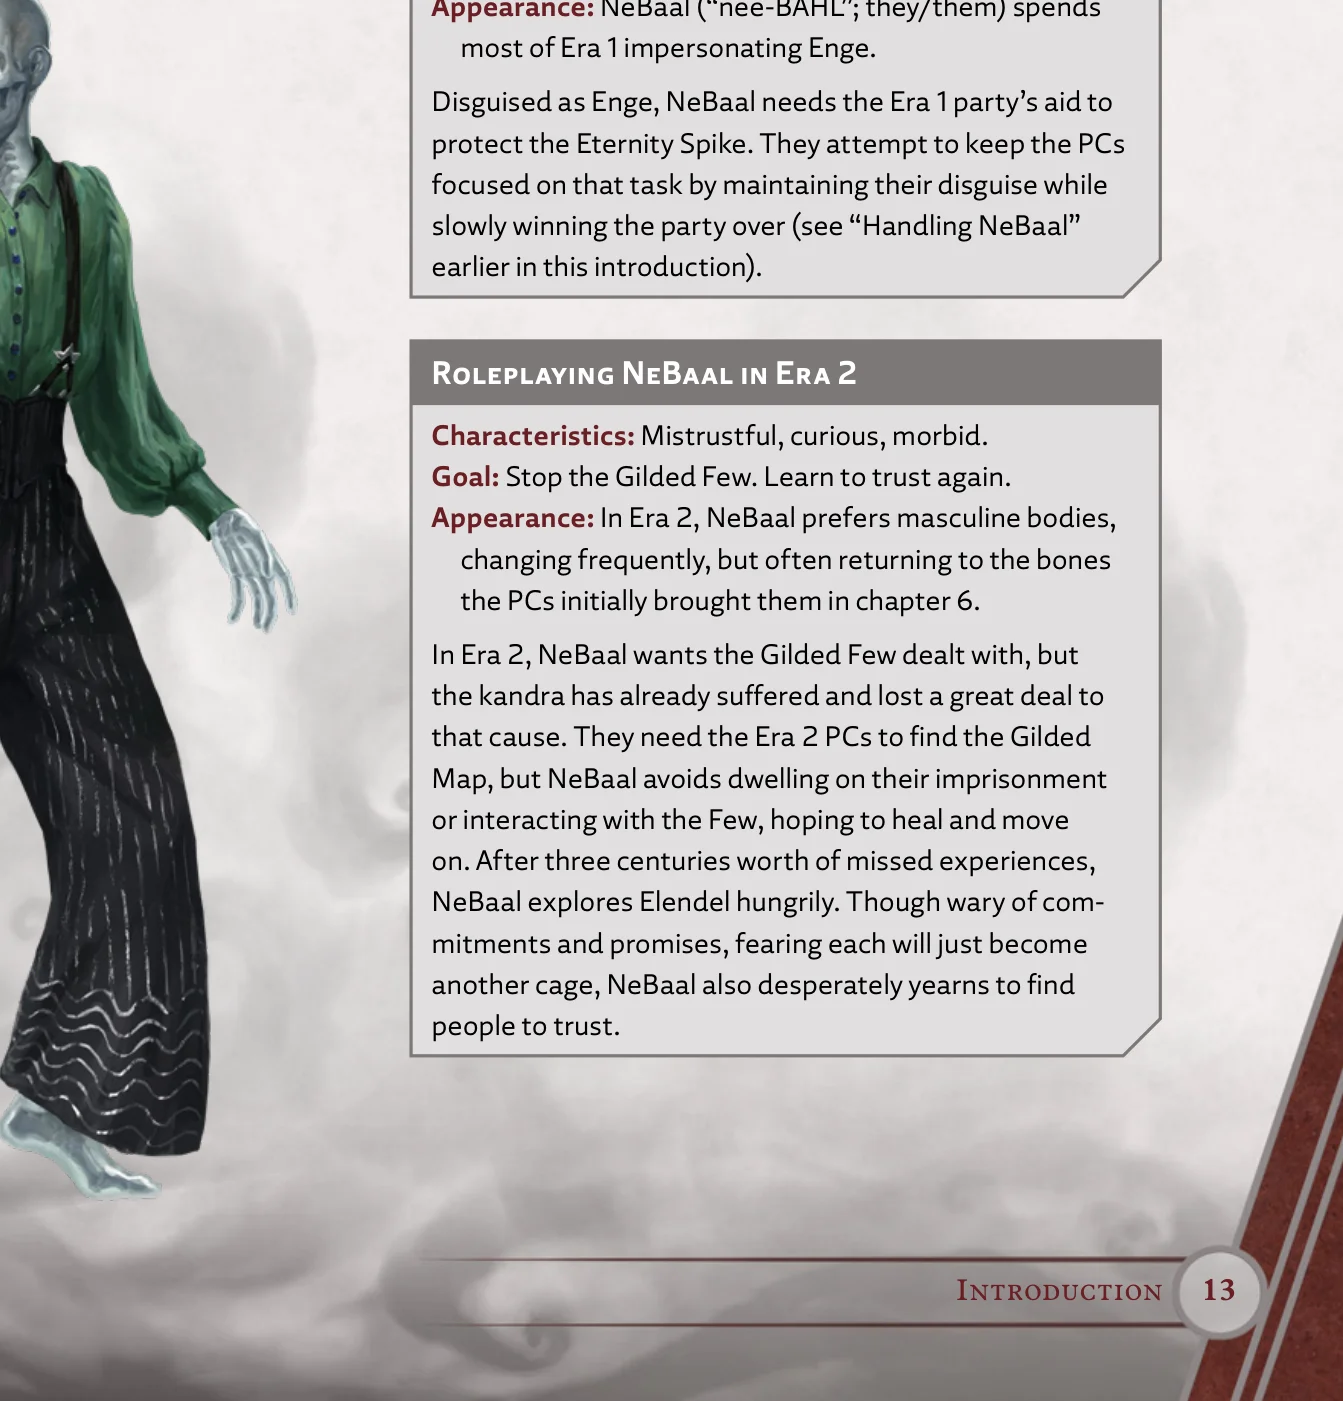 Appearance: NeBaal (“nee-BAHL”; they/them) spends
most of Era 1 impersonating Enge.
Disguised as Enge, NeBaal needs the Era 1 party’s aid to
protect the Eternity Spike. They attempt to keep the PCs
focused on that task by maintaining their disguise while
slowly winning the party over (see “Handling NeBaal”
earlier in this introduction).
Roleplaying NeBaal in Era 2
Characteristics: Mistrustful, curious, morbid.
Goal: Stop the Gilded Few. Learn to trust again.
Appearance: In Era 2, NeBaal prefers masculine bodies,
changing frequently, but often returning to the bones
the PCs initially brought them in chapter 6.
In Era 2, NeBaal wants the Gilded Few dealt with, but
the kandra has already suffered and lost a great deal to
that cause. They need the Era 2 PCs to find the Gilded
Map, but NeBaal avoids dwelling on their imprisonment
or interacting with the Few, hoping to heal and move
on. After three centuries worth of missed experiences,
NeBaal explores Elendel hungrily. Though wary of com-
mitments and promises, fearing each will just become
another cage, NeBaal also desperately yearns to find
people to trust.
Introduction 13